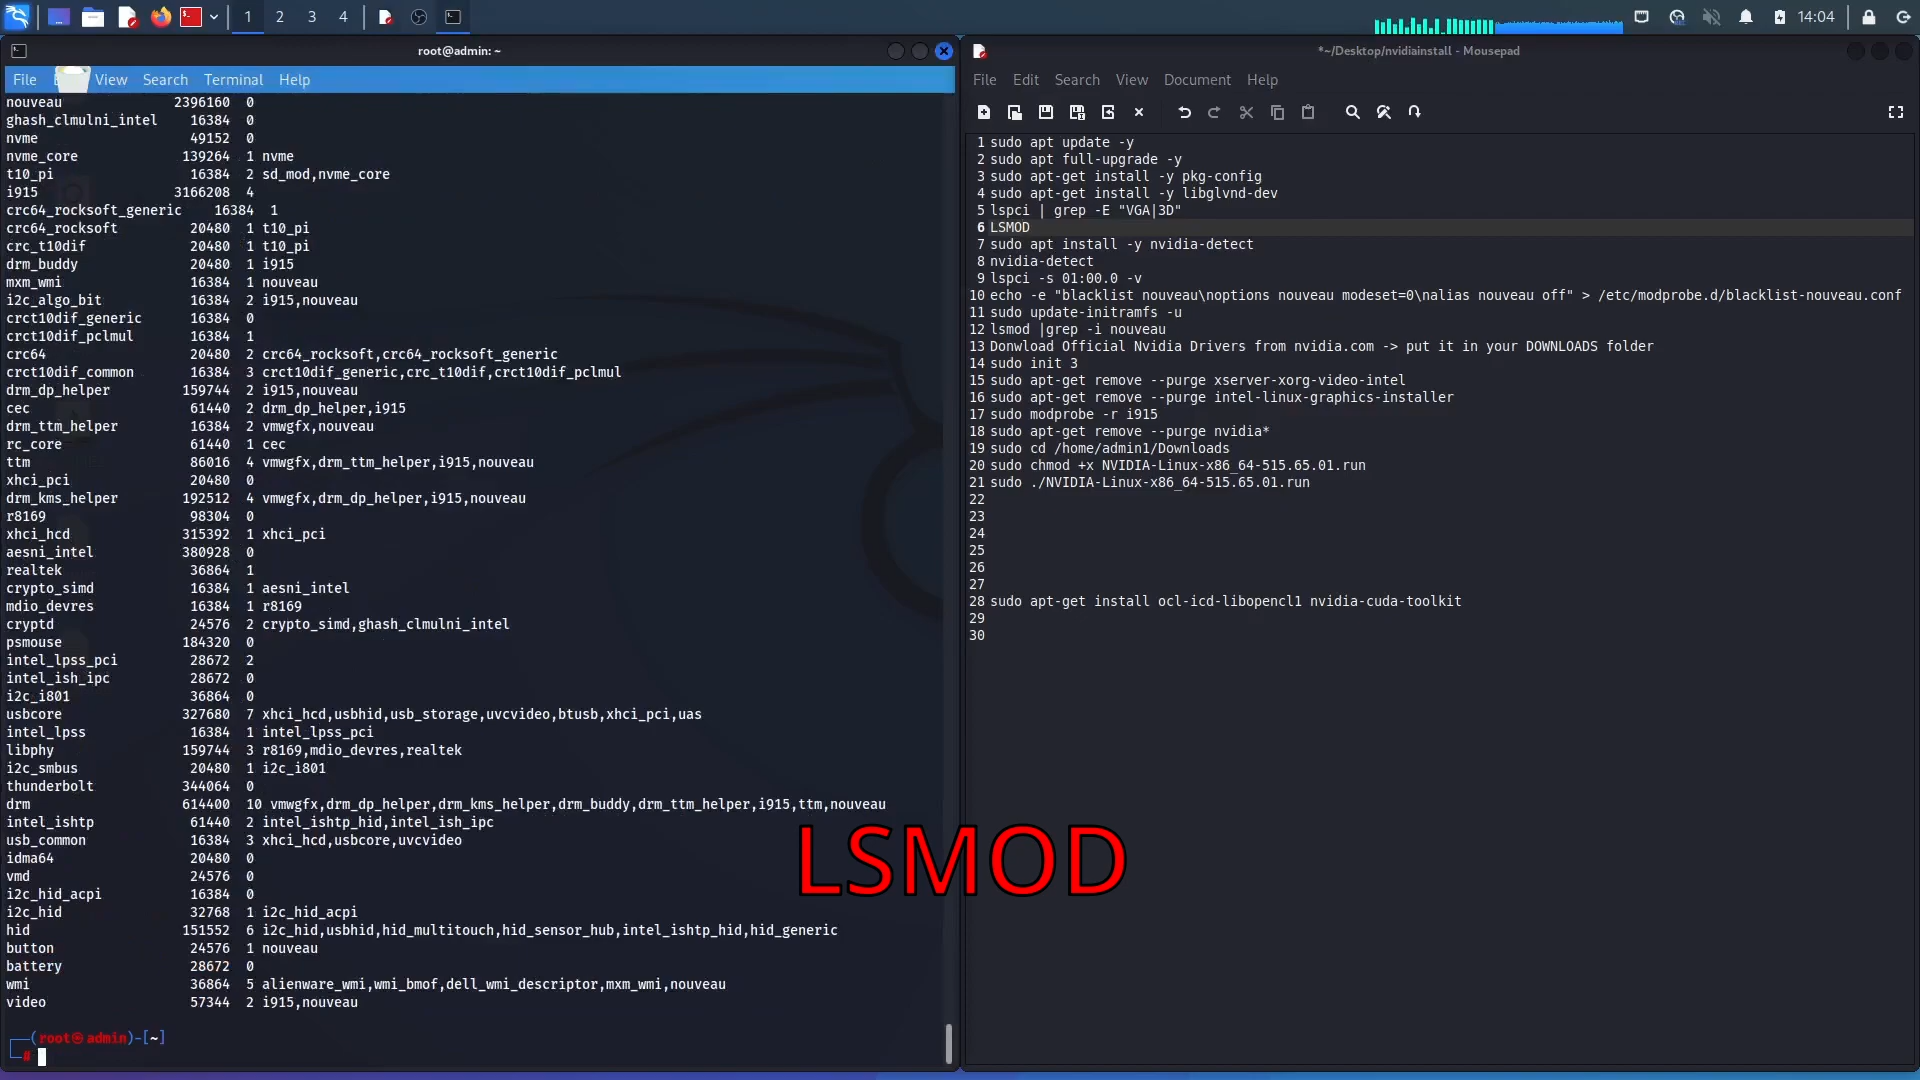 1 2 3 4
14:04
root@admin: ~
File View Search Terminal Help
nouveau 2396160 0
ghash_clmulni_intel 16384 0
nvme 49152 0
nvme_core 139264 1 nvme
t10_pi 16384 2 sd_mod,nvme_core
i915 3166208 4
crc64_rocksoft_generic 16384 1
crc64_rocksoft 20480 1 t10_pi
crc_t10dif 16384 1 t10_pi
drm_buddy 20480 1 i915
mxm_wmi 16384 1 nouveau
i2c_algo_bit 16384 2 i915,nouveau
crct10dif_generic 16384 0
crct10dif_pclmul 16384 1
crc64 20480 2 crc64_rocksoft,crc64_rocksoft_generic
crct10dif_common 16384 3 crct10dif_generic,crc_t10dif,crct10dif_pclmul
drm_dp_helper 159744 2 i915,nouveau
cec 61440 2 drm_dp_helper,i915
drm_ttm_helper 16384 2 vmwgfx,nouveau
rc_core 61440 1 cec
ttm 86016 4 vmwgfx,drm_ttm_helper,i915,nouveau
xhci_pci 20480 0
drm_kms_helper 192512 4 vmwgfx,drm_dp_helper,i915,nouveau
r8169 98304 0
xhci_hcd 315392 1 xhci_pci
aesni_intel 380928 0
realtek 36864 1
crypto_simd 16384 1 aesni_intel
mdio_devres 16384 1 r8169
cryptd 24576 2 crypto_simd,ghash_clmulni_intel
psmouse 184320 0
intel_lpss_pci 28672 2
intel_ish_ipc 28672 0
i2c_i801 36864 0
usbcore 327680 7 xhci_hcd,usbhid,usb_storage,uvcvideo,btusb,xhci_pci,uas
intel_lpss 16384 1 intel_lpss_pci
libphy 159744 3 r8169,mdio_devres,realtek
i2c_smbus 20480 1 i2c_i801
thunderbolt 344064 0
drm 614400 10 vmwgfx,drm_dp_helper,drm_kms_helper,drm_buddy,drm_ttm_helper,i915,ttm,nouveau
intel_ishtp 61440 2 intel_ishtp_hid,intel_ish_ipc
usb_common 16384 3 xhci_hcd,usbcore,uvcvideo
idma64 20480 0
vmd 24576 0
i2c_hid_acpi 16384 0
i2c_hid 32768 1 i2c_hid_acpi
hid 151552 6 i2c_hid,usbhid,hid_multitouch,hid_sensor_hub,intel_ishtp_hid,hid_generic
button 24576 1 nouveau
battery 28672 0
wmi 36864 5 alienware_wmi,wmi_bmof,dell_wmi_descriptor,mxm_wmi,nouveau
video 57344 2 i915,nouveau
(root㉿admin)-[~]
#
*~/Desktop/nvidiainstall - Mousepad
File Edit Search View Document Help
1 sudo apt update -y
2 sudo apt full-upgrade -y
3 sudo apt-get install -y pkg-config
4 sudo apt-get install -y libglvnd-dev
5 lspci | grep -E "VGA|3D"
6 LSMOD
7 sudo apt install -y nvidia-detect
8 nvidia-detect
9 lspci -s 01:00.0 -v
10 echo -e "blacklist nouveau\noptions nouveau modeset=0\nalias nouveau off" > /etc/modprobe.d/blacklist-nouveau.conf
11 sudo update-initramfs -u
12 lsmod |grep -i nouveau
13 Donwload Official Nvidia Drivers from nvidia.com -> put it in your DOWNLOADS folder
14 sudo init 3
15 sudo apt-get remove --purge xserver-xorg-video-intel
16 sudo apt-get remove --purge intel-linux-graphics-installer
17 sudo modprobe -r i915
18 sudo apt-get remove --purge nvidia*
19 sudo cd /home/admin1/Downloads
20 sudo chmod +x NVIDIA-Linux-x86_64-515.65.01.run
21 sudo ./NVIDIA-Linux-x86_64-515.65.01.run
22
23
24
25
26
27
28 sudo apt-get install ocl-icd-libopencl1 nvidia-cuda-toolkit
29
30
LSMOD